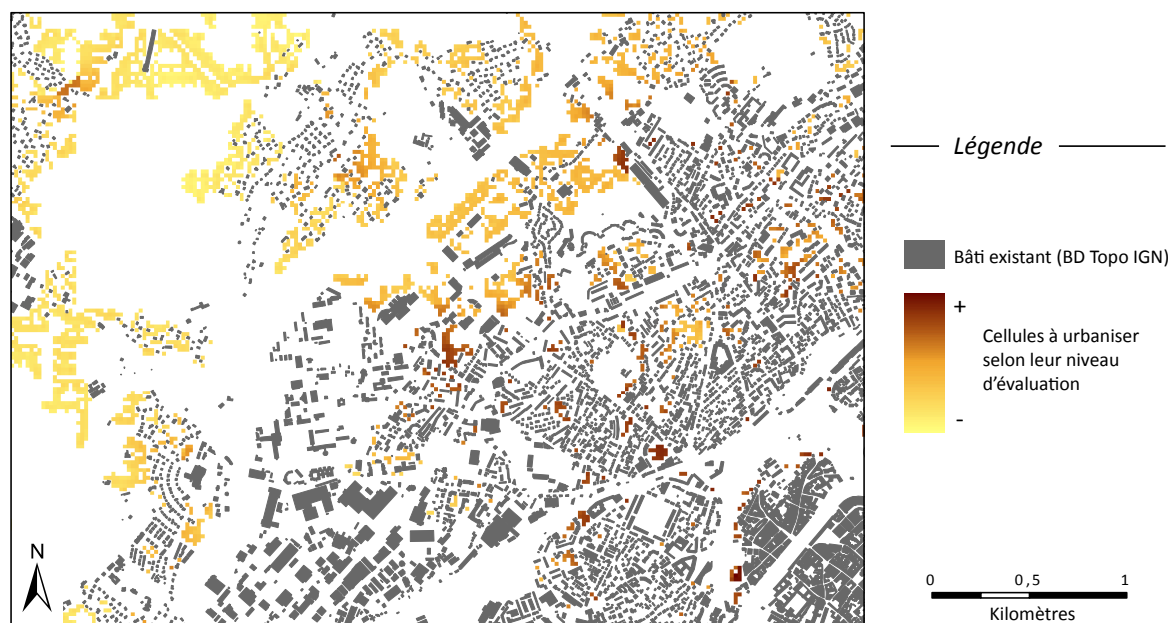 Légende
Bâti existant (BD Topo IGN)
+
Cellules à urbaniser
selon leur niveau
d'évaluation
-
N
0 0,5 1
Kilomètres